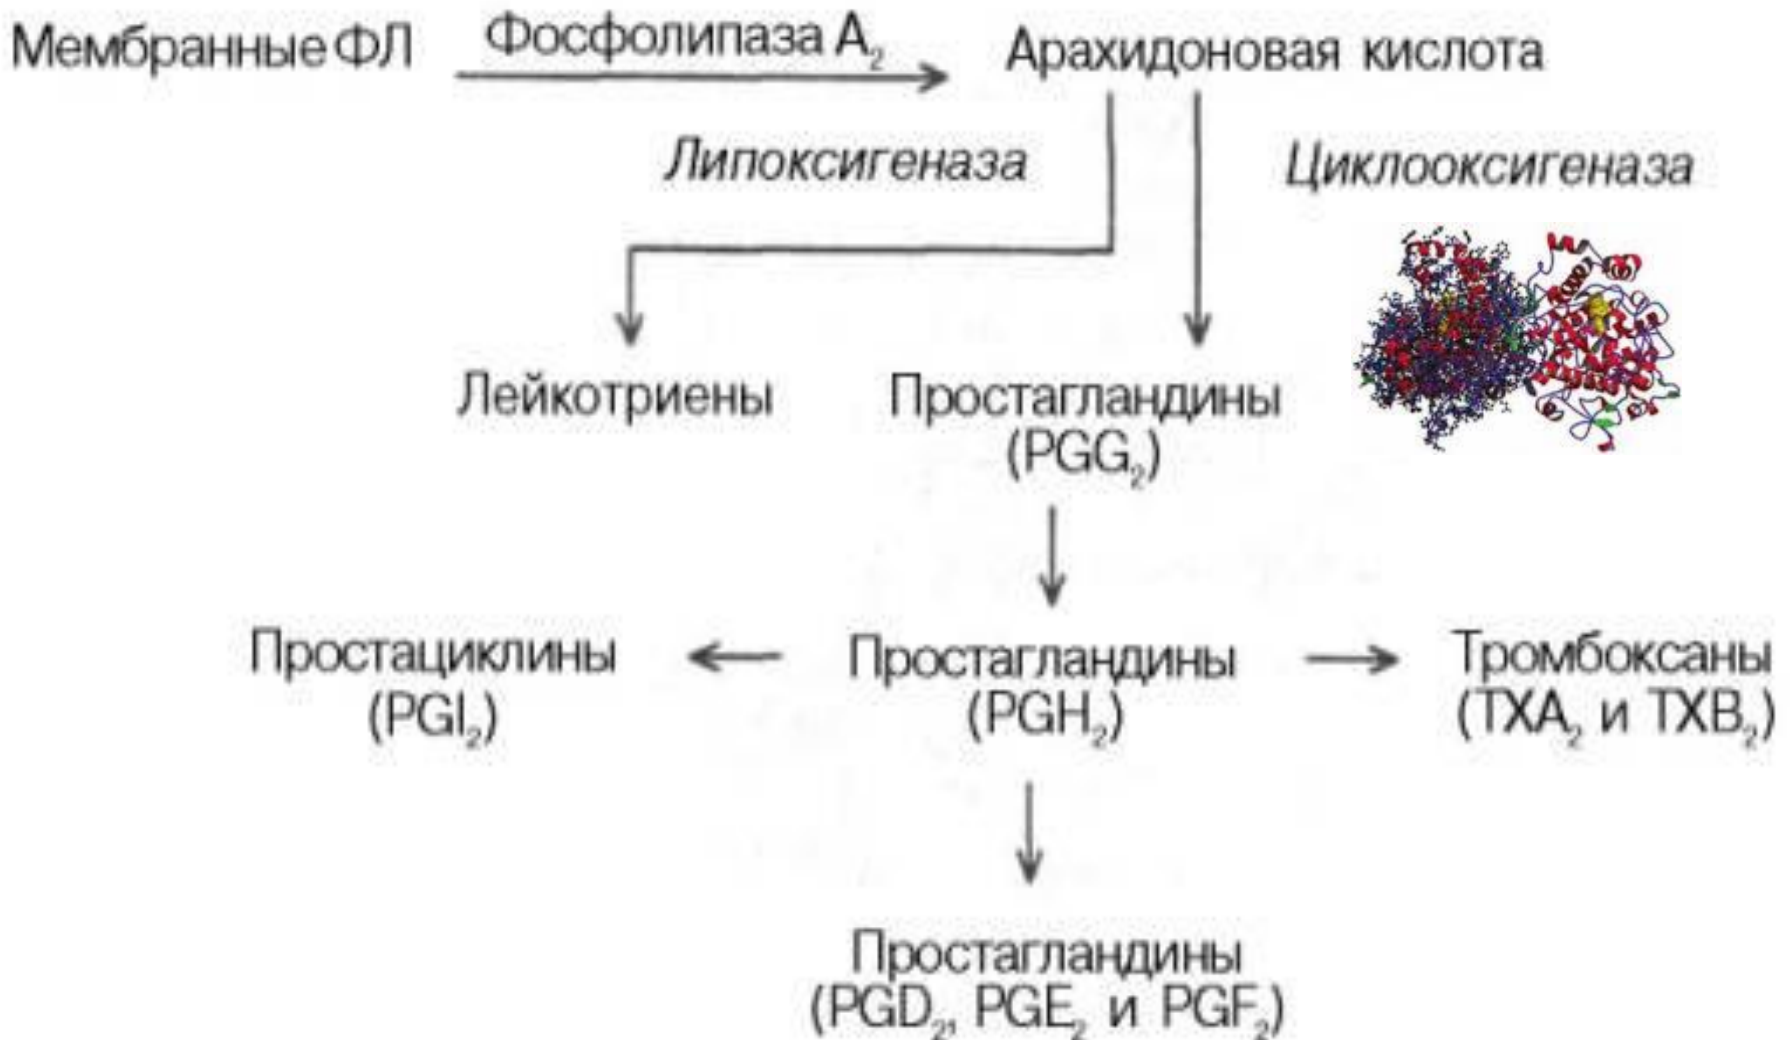 Мембранные ФЛ
Фосфолипаза А₂
Арахидоновая кислота
Липоксигеназа
Циклооксигеназа
Лейкотриены
Простагландины
(PGG₂)
Простациклины
(PGI₂)
Простагландины
(PGH₂)
Тромбоксаны
(TXA₂ и TXB₂)
Простагландины
(PGD₂, PGE₂ и PGF₂)